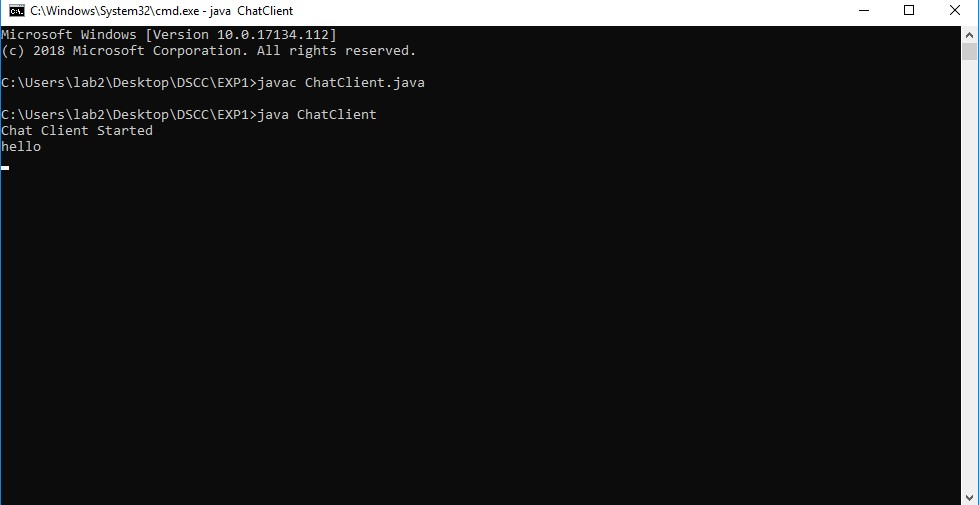 C:\Windows\System32\cmd.exe - java  ChatClient
Microsoft Windows [Version 10.0.17134.112]
(c) 2018 Microsoft Corporation. All rights reserved.
C:\Users\lab2\Desktop\DSCC\EXP1>javac ChatClient.java
C:\Users\lab2\Desktop\DSCC\EXP1>java ChatClient
Chat Client Started
hello